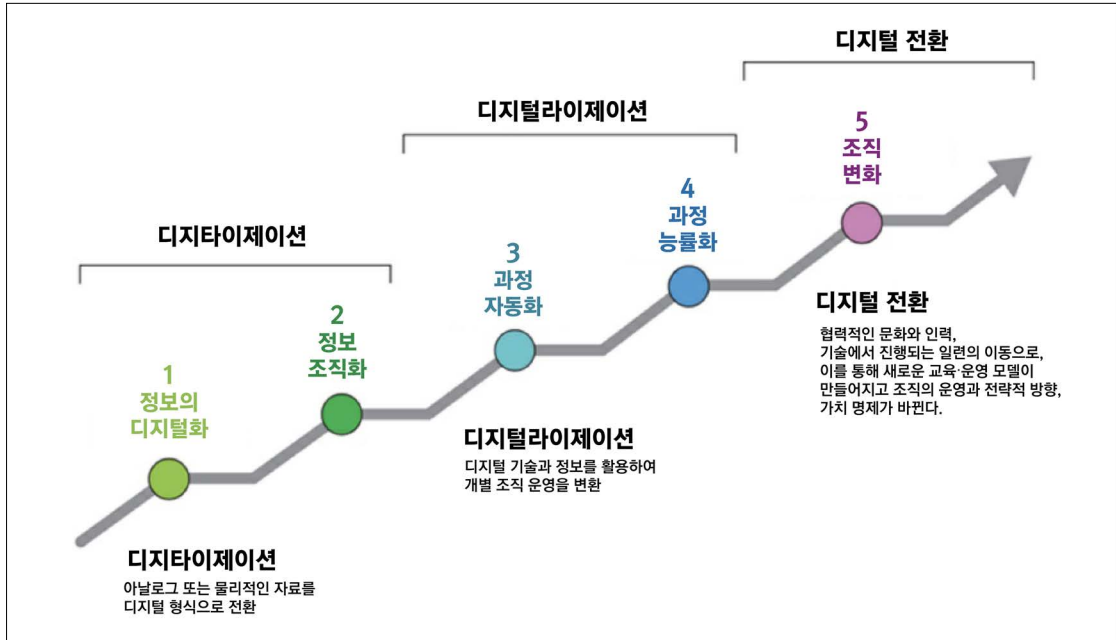 디지털 전환
디지털라이제이션
디지타이제이션
1
정보의
디지털화
2
정보
조직화
3
과정
자동화
4
과정
능률화
5
조직
변화
디지타이제이션
아날로그 또는 물리적인 자료를
디지털 형식으로 전환
디지털라이제이션
디지털 기술과 정보를 활용하여
개별 조직 운영을 변환
디지털 전환
협력적인 문화와 인력,
기술에서 진행되는 일련의 이동으로,
이를 통해 새로운 교육·운영 모델이
만들어지고 조직의 운영과 전략적 방향,
가치 명제가 바뀐다.